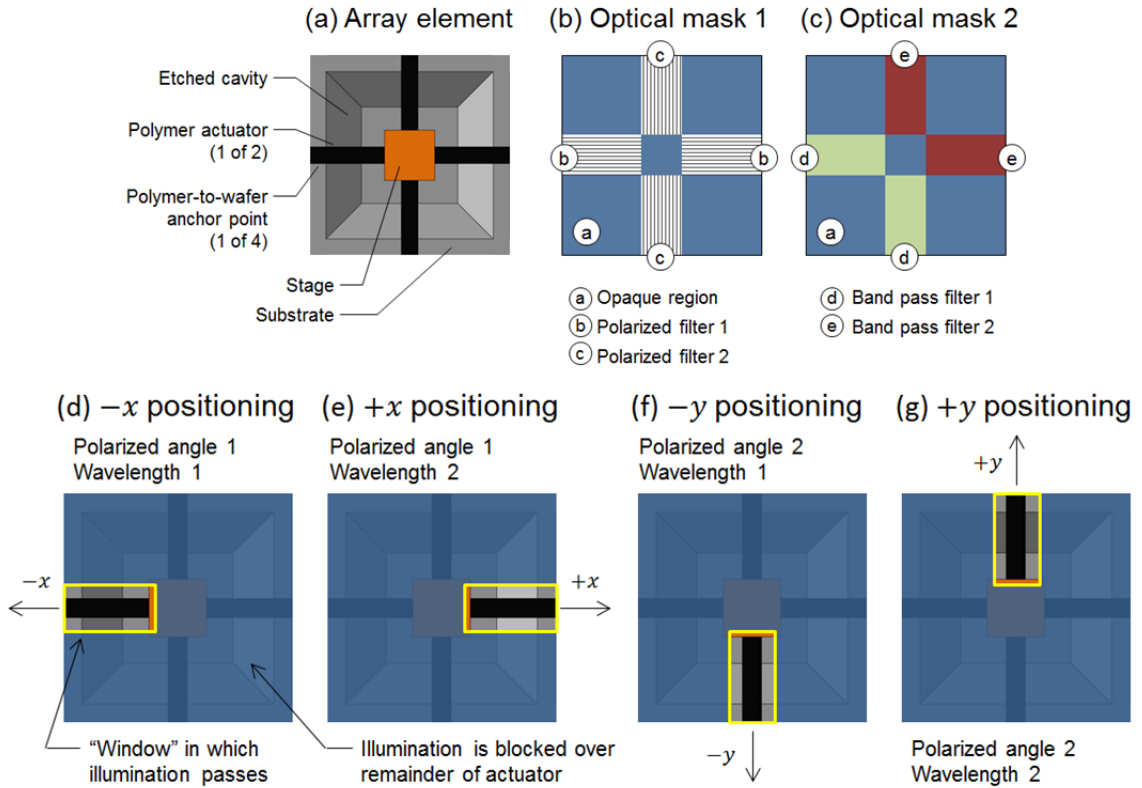 (a) Array element
Etched cavity
Polymer actuator
(1 of 2)
Polymer-to-wafer
anchor point
(1 of 4)
Stage
Substrate
(b) Optical mask 1
c
b
b
a
c
a Opaque region
b Polarized filter 1
c Polarized filter 2
(c) Optical mask 2
e
d
e
a
d
d Band pass filter 1
e Band pass filter 2
(d) −x positioning
Polarized angle 1
Wavelength 1
−x
"Window" in which
illumination passes
(e) +x positioning
Polarized angle 1
Wavelength 2
+x
Illumination is blocked over
remainder of actuator
(f) −y positioning
Polarized angle 2
Wavelength 1
−y
(g) +y positioning
+y
Polarized angle 2
Wavelength 2